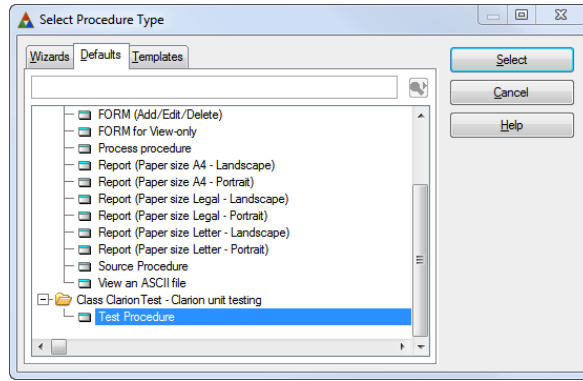 Select Procedure Type
Wizards Defaults Templates
FORM (Add/Edit/Delete)
FORM for View-only
Process procedure
Report (Paper size A4 - Landscape)
Report (Paper size A4 - Portrait)
Report (Paper size Legal - Landscape)
Report (Paper size Legal - Portrait)
Report (Paper size Letter - Landscape)
Report (Paper size Letter - Portrait)
Source Procedure
View an ASCII file
Class ClarionTest - Clarion unit testing
Test Procedure
Select
Cancel
Help